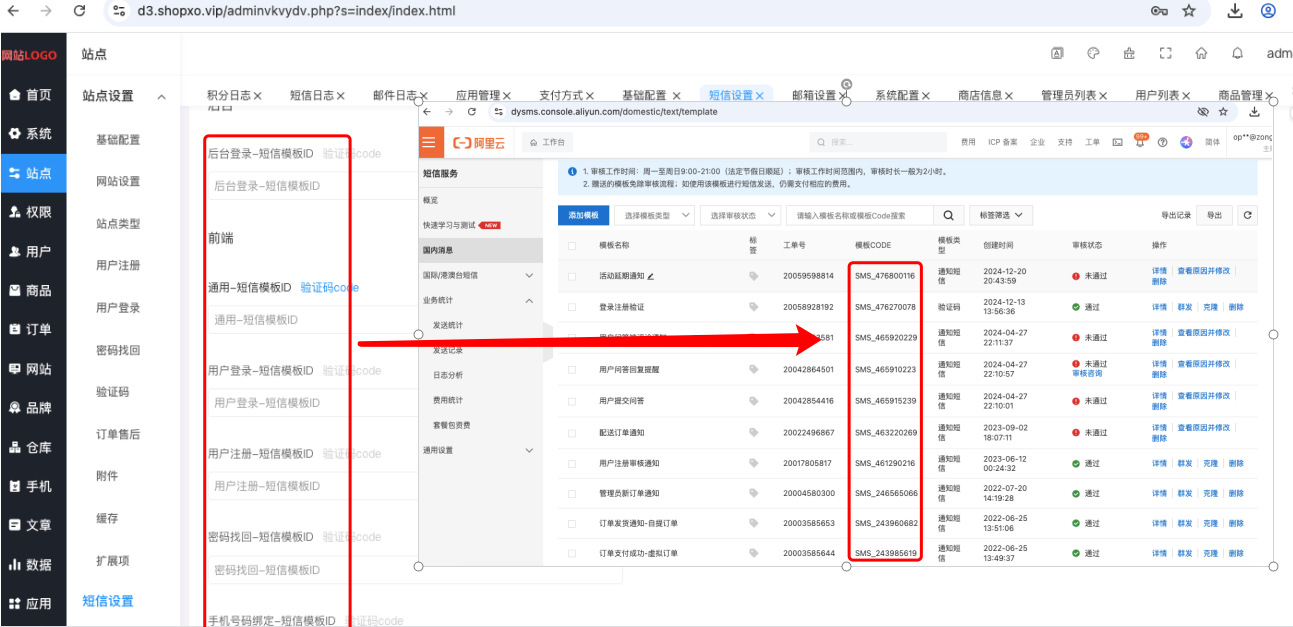 d3.shopxo.vip/adminvkvydv.php?s=index/index.html
网站LOGO
站点
adm
首页
系统
站点
权限
用户
商品
订单
网站
品牌
仓库
手机
文章
数据
应用
站点设置
基础配置
网站设置
站点类型
用户注册
用户登录
密码找回
验证码
订单售后
附件
缓存
扩展项
短信设置
积分日志 短信日志 邮件日志 应用管理 支付方式 基础配置 短信设置 邮箱设置 系统配置 商店信息 管理员列表 用户列表 商品管理
后台
后台登录-短信模板ID 验证码code
后台登录-短信模板ID
前端
通用-短信模板ID 验证码code
通用-短信模板ID
用户登录-短信模板ID 验证码code
用户登录-短信模板ID
用户注册-短信模板ID 验证码code
用户注册-短信模板ID
密码找回-短信模板ID 验证码code
密码找回-短信模板ID
手机号码绑定-短信模板ID 验证码code
dysms.console.aliyun.com/domestic/text/template
阿里云 工作台 搜索... 费用 ICP 备案 企业 支持 工单 99+ 简体 op**@zong
短信服务
概览
快速学习与测试 NEW
国内消息
国际/港澳台短信
业务统计
发送统计
发送记录
日志分析
费用统计
套餐包资费
通用设置
1. 审核工作时间：周一至周日9:00-21:00（法定节假日顺延）；审核工作时间范围内，审核时长一般为2小时。
2. 赠送的模板免除审核流程；如使用该模板进行短信发送，仍需支付相应的费用。
添加模板 选择模板类型 选择审核状态 请输入模板名称或模板Code搜索 标签筛选 导出记录 导出
模板名称 标签 工单号 模板CODE 模板类型 创建时间 审核状态 操作
活动延期通知 20059598814 SMS_476800116 通知短信 2024-12-20 20:43:59 未通过 详情 查看原因并修改 删除
登录注册验证 20058928192 SMS_476270078 验证码 2024-12-13 13:56:36 通过 详情 群发 克隆 删除
581 SMS_465920229 通知短信 2024-04-27 22:11:37 未通过 详情 查看原因并修改 删除
用户问答回复提醒 20042864501 SMS_465910223 通知短信 2024-04-27 22:10:57 未通过 审核咨询 详情 查看原因并修改 删除
用户提交问答 20042854416 SMS_465915239 通知短信 2024-04-27 22:10:01 未通过 详情 查看原因并修改 删除
配送订单通知 20022496867 SMS_463220269 通知短信 2023-09-02 18:07:11 未通过 详情 查看原因并修改 删除
用户注册审核通知 20017805817 SMS_461290216 通知短信 2023-06-12 00:24:32 通过 详情 群发 克隆 删除
管理员新订单通知 20004580300 SMS_246565066 通知短信 2022-07-20 14:19:28 通过 详情 群发 克隆 删除
订单发货通知-自提订单 20003585653 SMS_243960682 通知短信 2022-06-25 13:51:06 通过 详情 群发 克隆 删除
订单支付成功-虚拟订单 20003585644 SMS_243985619 通知短信 2022-06-25 13:49:37 通过 详情 群发 克隆 删除